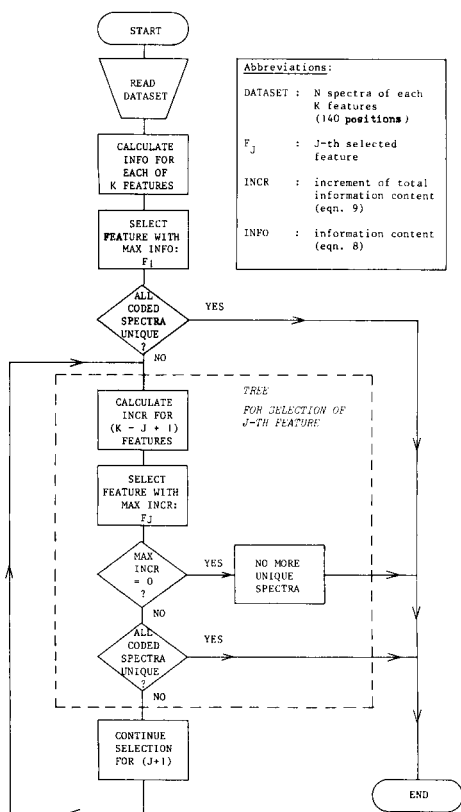 START
READ
DATASET
CALCULATE
INFO FOR
EACH OF
K FEATURES
SELECT
FEATURE WITH
MAX INFO:
F1
ALL
CODED
SPECTRA
UNIQUE
?
YES
NO
Abbreviations:
DATASET : N spectra of each
K features
(140 positions)
FJ : J-th selected
feature
INCR : increment of total
information content
(eqn. 9)
INFO : information content
(eqn. 8)
TREE
FOR SELECTION OF
J-TH FEATURE
CALCULATE
INCR FOR
(K - J + 1)
FEATURES
SELECT
FEATURE WITH
MAX INCR:
FJ
MAX
INCR
= 0
?
YES
NO
NO MORE
UNIQUE
SPECTRA
ALL
CODED
SPECTRA
UNIQUE
?
YES
NO
CONTINUE
SELECTION
FOR (J+1)
END